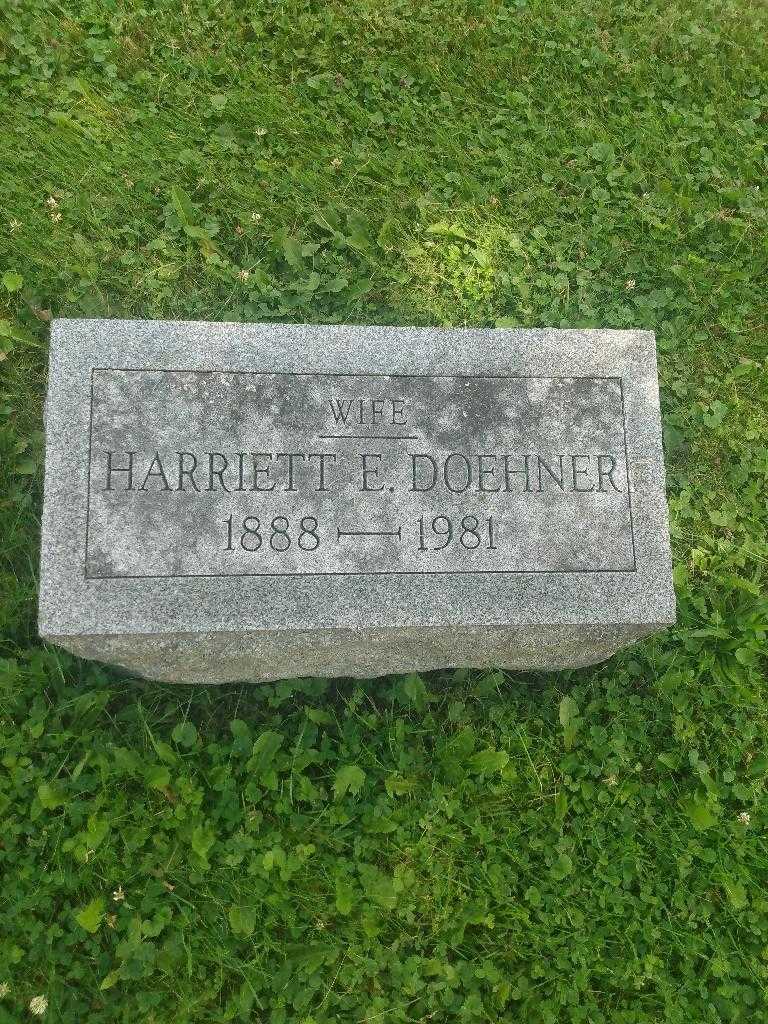 WIFE
HARRIETT E. DOEHNER
1888 — 1981